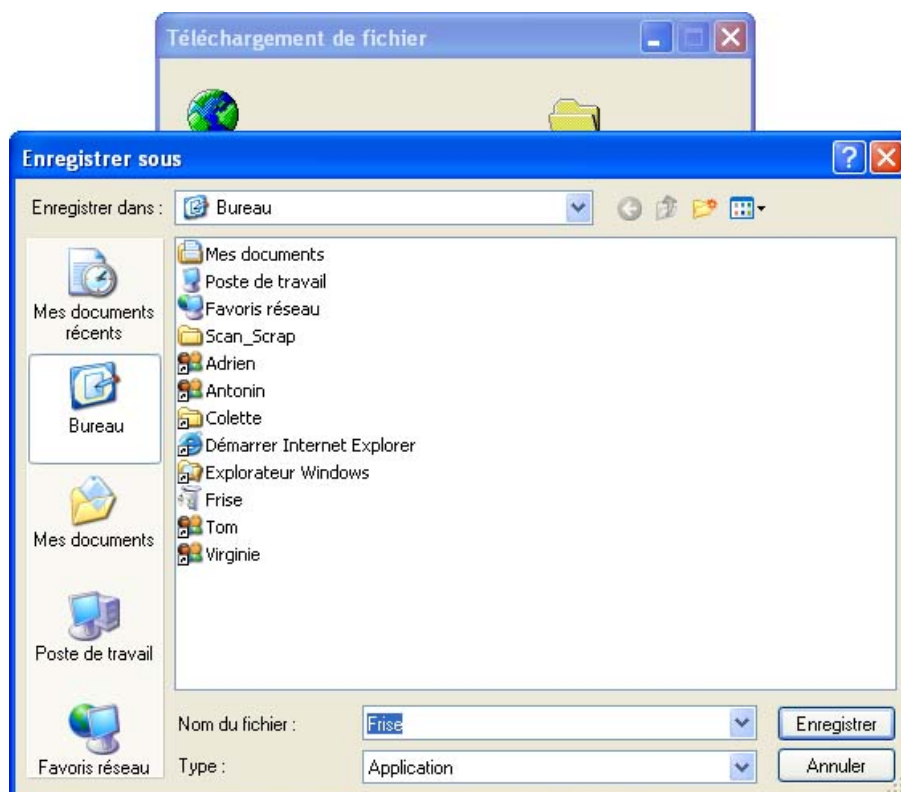 Téléchargement de fichier
Enregistrer sous
Enregistrer dans :
Bureau
Mes documents
récents
Bureau
Mes documents
Poste de travail
Favoris réseau
Mes documents
Poste de travail
Favoris réseau
Scan_Scrap
Adrien
Antonin
Colette
Démarrer Internet Explorer
Explorateur Windows
Frise
Tom
Virginie
Nom du fichier :
Frise
Enregistrer
Type :
Application
Annuler